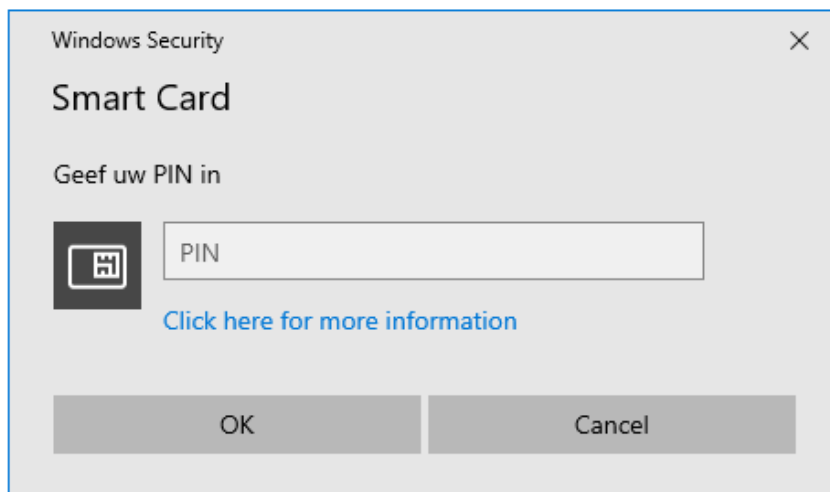 Windows Security
Smart Card
Geef uw PIN in
PIN
Click here for more information
OK
Cancel